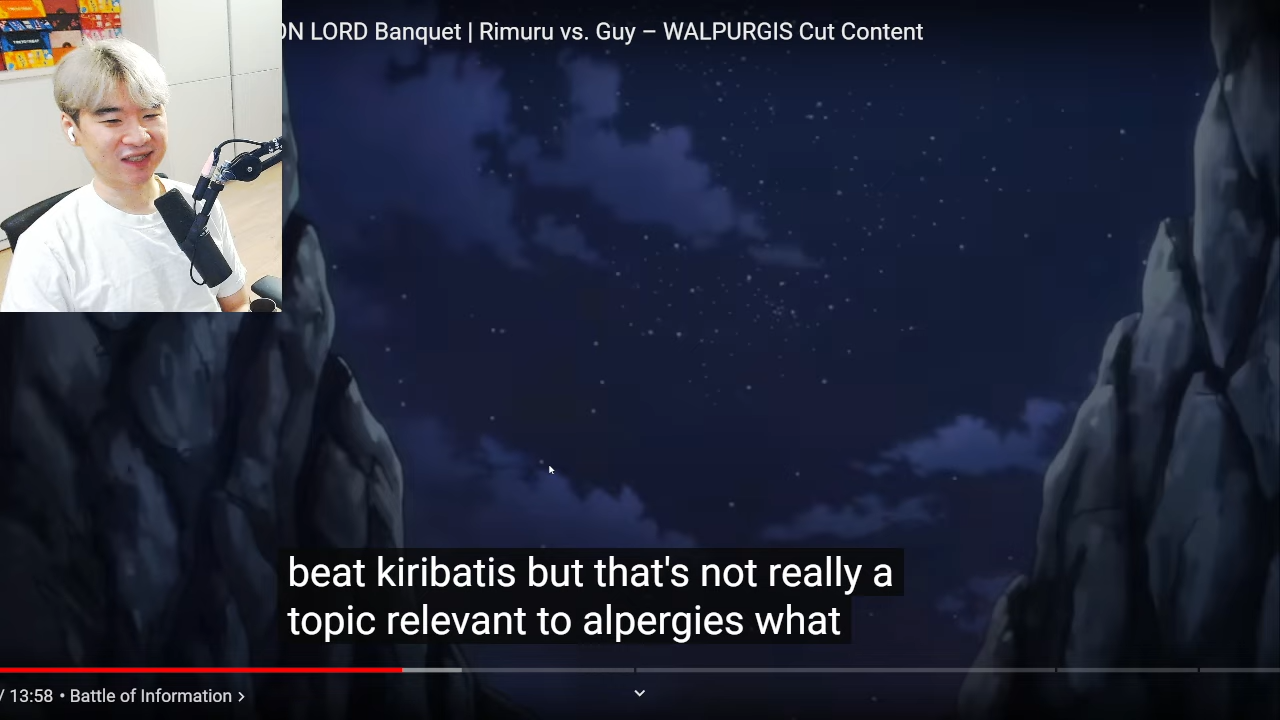 ON LORD Banquet | Rimuru vs. Guy – WALPURGIS Cut Content
beat kiribatis but that's not really a
topic relevant to alpergies what
/ 13:58 • Battle of Information >